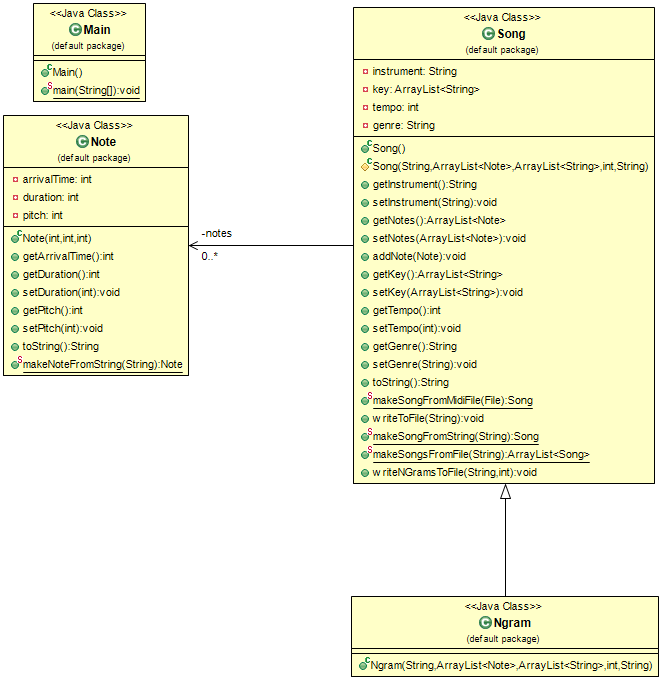 <<Java Class>>
Main
(default package)
Main()
main(String[]):void
<<Java Class>>
Note
(default package)
arrivalTime: int
duration: int
pitch: int
Note(int,int,int)
getArrivalTime():int
getDuration():int
setDuration(int):void
getPitch():int
setPitch(int):void
toString():String
makeNoteFromString(String):Note
-notes
0..*
<<Java Class>>
Song
(default package)
instrument: String
key: ArrayList<String>
tempo: int
genre: String
Song()
Song(String,ArrayList<Note>,ArrayList<String>,int,String)
getInstrument():String
setInstrument(String):void
getNotes():ArrayList<Note>
setNotes(ArrayList<Note>):void
addNote(Note):void
getKey():ArrayList<String>
setKey(ArrayList<String>):void
getTempo():int
setTempo(int):void
getGenre():String
setGenre(String):void
toString():String
makeSongFromMidiFile(File):Song
writeToFile(String):void
makeSongFromString(String):Song
makeSongsFromFile(String):ArrayList<Song>
writeNGramsToFile(String,int):void
<<Java Class>>
Ngram
(default package)
Ngram(String,ArrayList<Note>,ArrayList<String>,int,String)